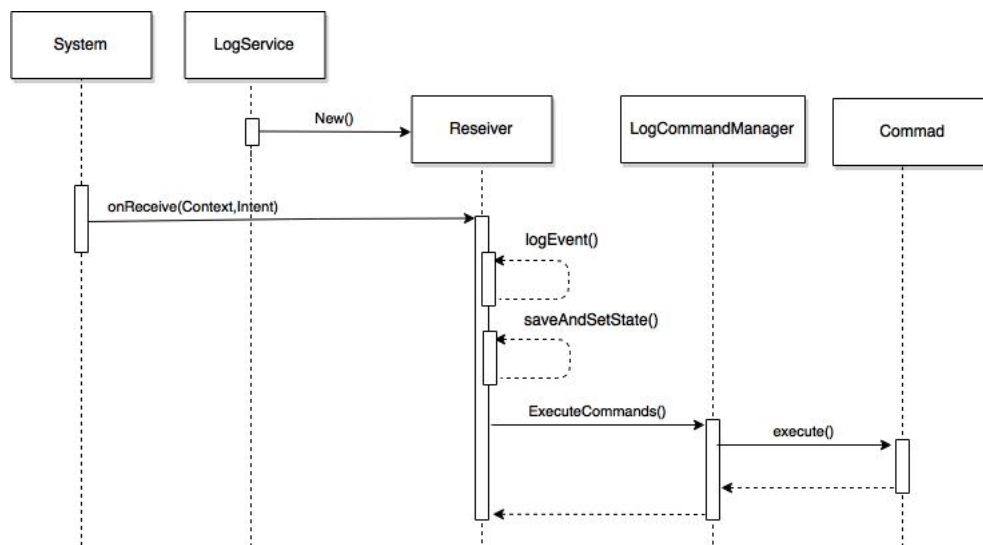 System
LogService
New()
Reseiver
LogCommandManager
Commad
onReceive(Context,Intent)
logEvent()
saveAndSetState()
ExecuteCommands()
execute()